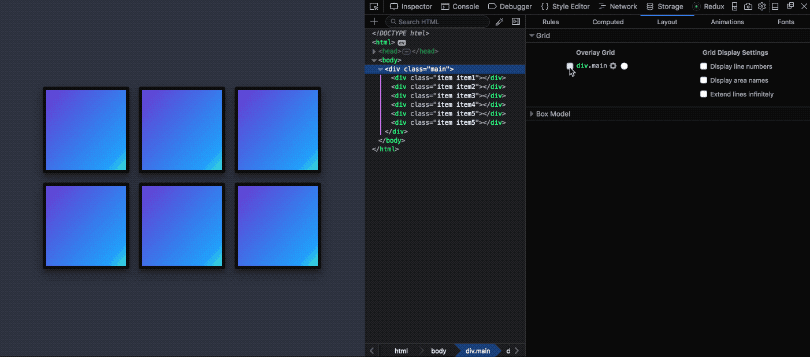 Inspector Console Debugger Style Editor Network Storage Redux
Search HTML
Rules Computed Layout Animations Fonts
<!DOCTYPE html>
<html>
<head> </head>
<body>
<div class="main">
<div class="item item1"></div>
<div class="item item2"></div>
<div class="item item3"></div>
<div class="item item4"></div>
<div class="item item5"></div>
<div class="item item5"></div>
</div>
</body>
</html>
Grid
Overlay Grid
div.main
Grid Display Settings
Display line numbers
Display area names
Extend lines infinitely
Box Model
html body div.main d